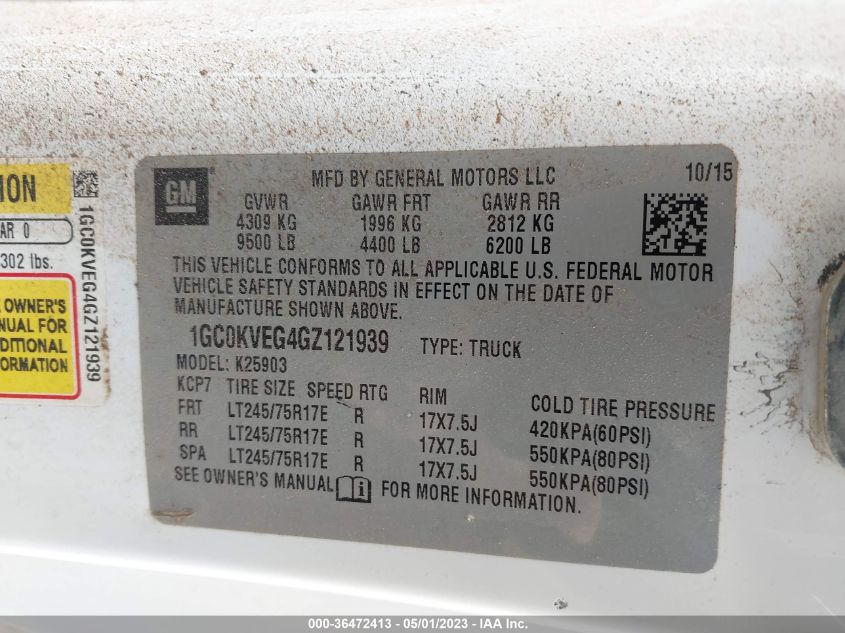 ION
AR 0
302 lbs.
OWNER'S
NUAL FOR
DITIONAL
ORMATION
1GC0KVEG4GZ121939
GM
MFD BY GENERAL MOTORS LLC
10/15
GVWR GAWR FRT GAWR RR
4309 KG 1996 KG 2812 KG
9500 LB 4400 LB 6200 LB
THIS VEHICLE CONFORMS TO ALL APPLICABLE U.S. FEDERAL MOTOR
VEHICLE SAFETY STANDARDS IN EFFECT ON THE DATE OF
MANUFACTURE SHOWN ABOVE.
1GC0KVEG4GZ121939 TYPE: TRUCK
MODEL: K25903
KCP7 TIRE SIZE SPEED RTG RIM COLD TIRE PRESSURE
FRT LT245/75R17E R 17X7.5J 420KPA(60PSI)
RR LT245/75R17E R 17X7.5J 550KPA(80PSI)
SPA LT245/75R17E R 17X7.5J 550KPA(80PSI)
SEE OWNER'S MANUAL FOR MORE INFORMATION.
000-36472413 - 05/01/2023 - IAA Inc.